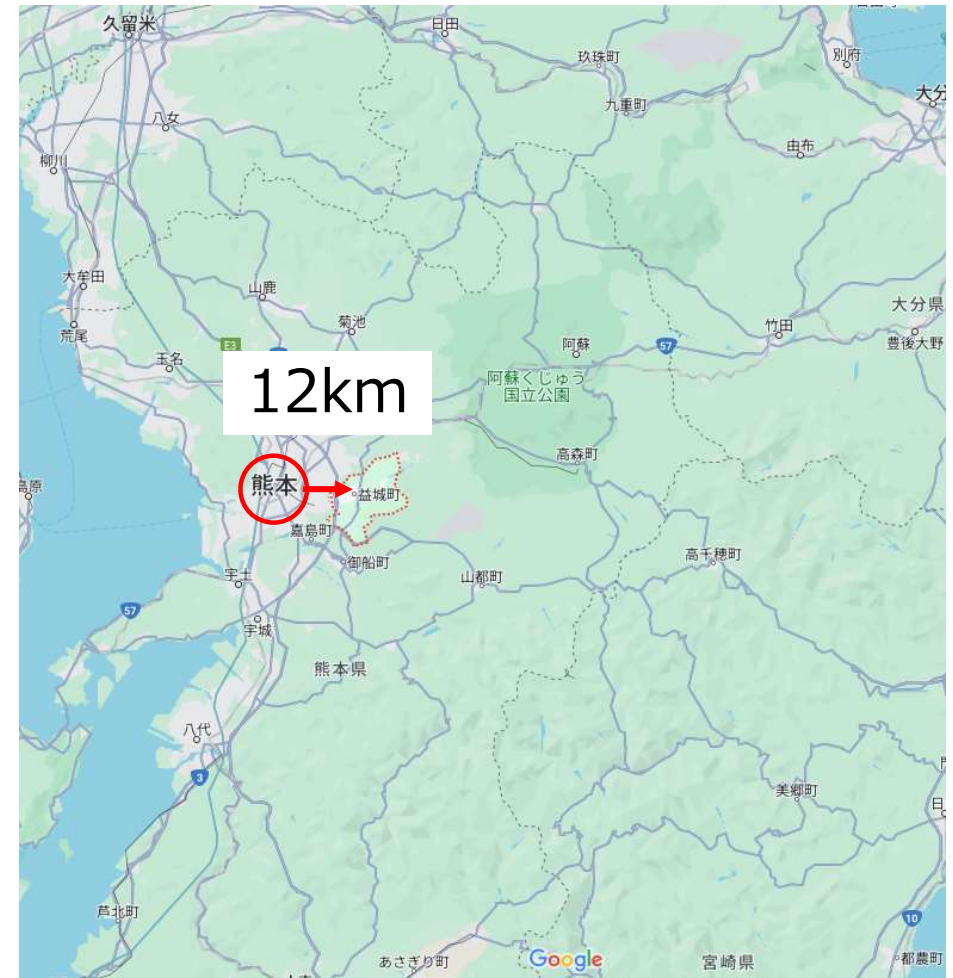 久留米
日田
玖珠町
別府
大分
八女
九重町
由布
柳川
大牟田
山鹿
大分県
竹田
菊池
荒尾
阿蘇
57
豊後大野
玉名
E3
阿蘇くじゅう
国立公園
12km
高森町
熊本
島原
益城町
嘉島町
御船町
高千穂町
山都町
宇土
57
宇城
熊本県
八代
3
美郷町
日
芦北町
10
あさぎり町
Google
宮崎県
都農町